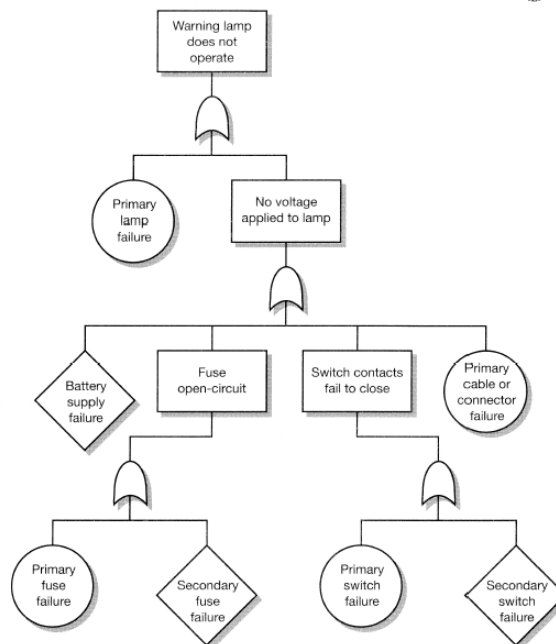 Warning lamp
does not
operate
Primary
lamp
failure
No voltage
applied to lamp
Battery
supply
failure
Fuse
open-circuit
Switch contacts
fail to close
Primary
cable or
connector
failure
Primary
fuse
failure
Secondary
fuse
failure
Primary
switch
failure
Secondary
switch
failure